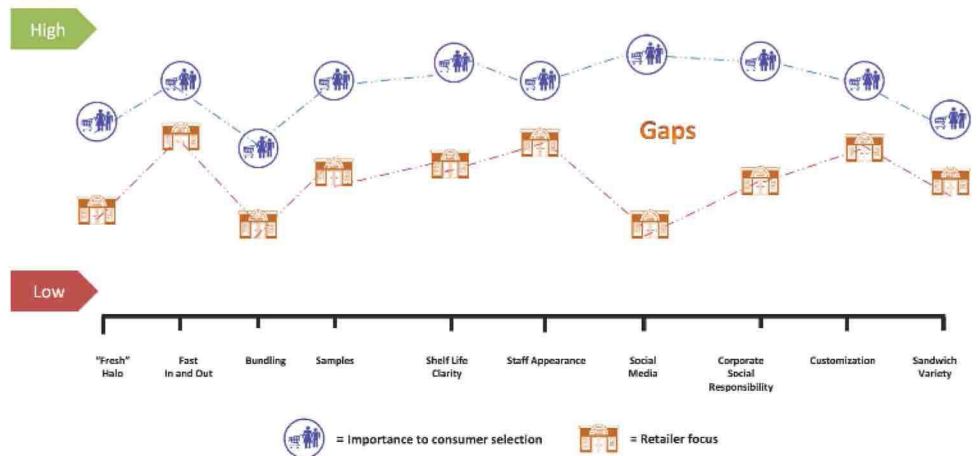 High
Gaps
Low
"Fresh"
Halo
Fast
In and Out
Bundling
Samples
Shelf Life
Clarity
Staff Appearance
Social
Media
Corporate
Social
Responsibility
Customization
Sandwich
Variety
= Importance to consumer selection
= Retailer focus